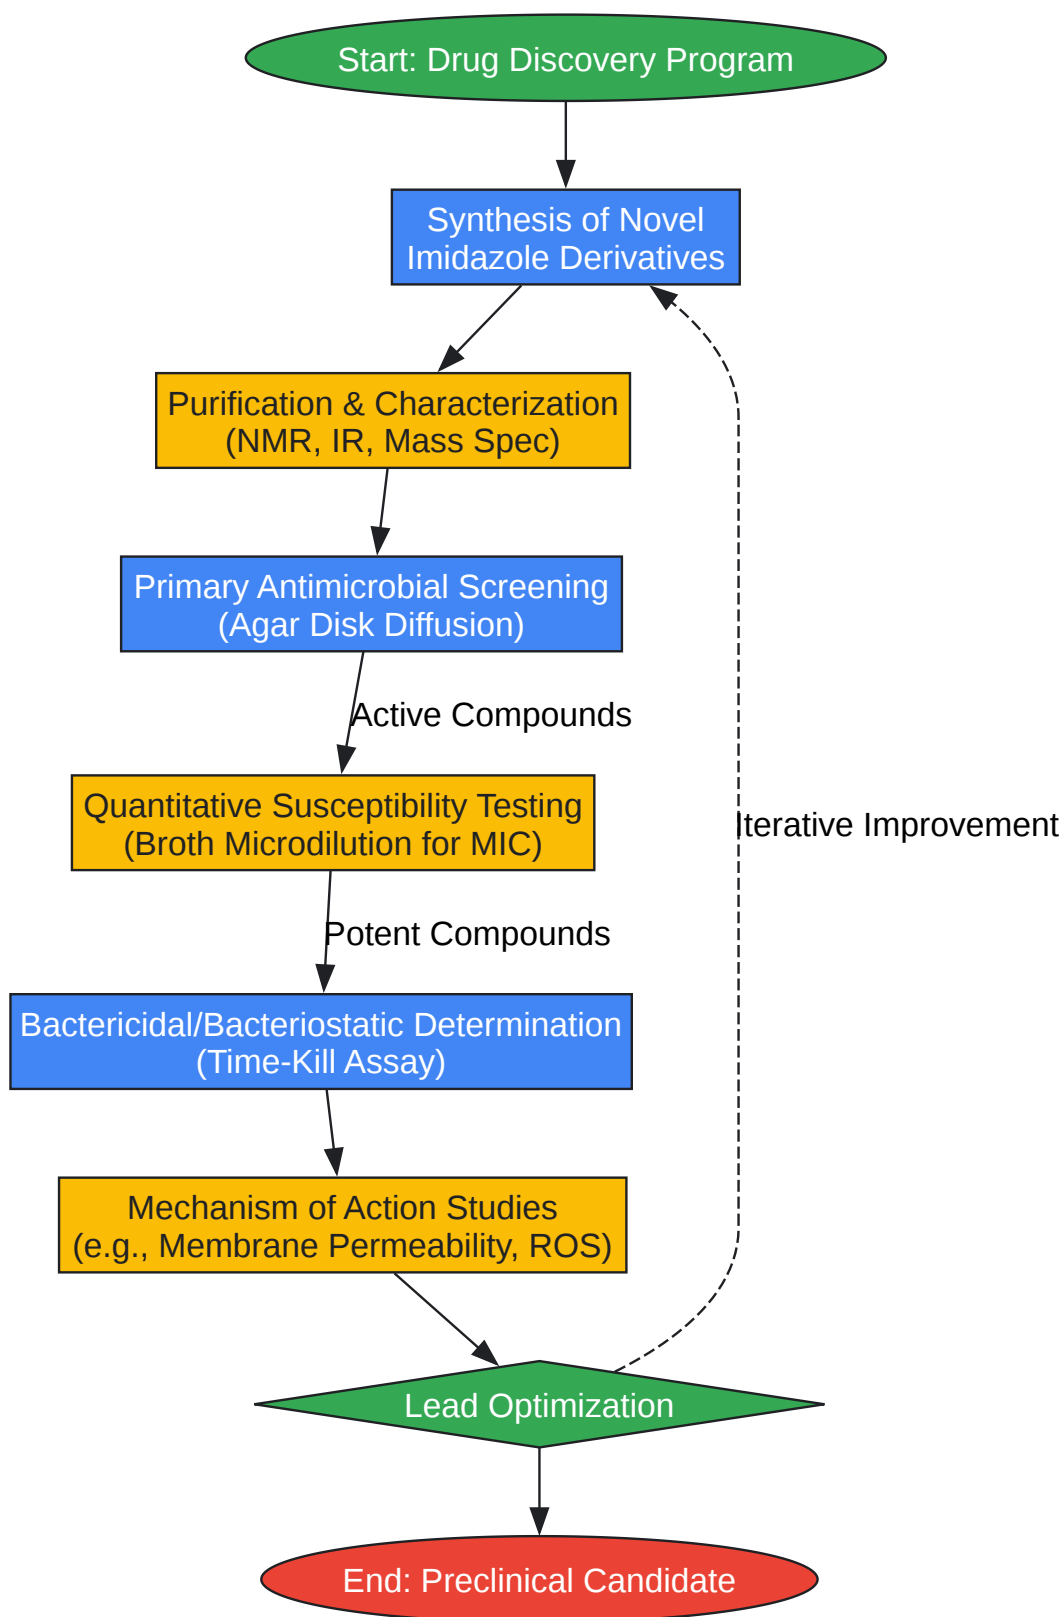 Start: Drug Discovery Program
Synthesis of Novel
Imidazole Derivatives
Purification & Characterization
(NMR, IR, Mass Spec)
Primary Antimicrobial Screening
(Agar Disk Diffusion)
Active Compounds
Quantitative Susceptibility Testing
(Broth Microdilution for MIC)
Iterative Improvement
Potent Compounds
Bactericidal/Bacteriostatic Determination
(Time-Kill Assay)
Mechanism of Action Studies
(e.g., Membrane Permeability, ROS)
Lead Optimization
End: Preclinical Candidate